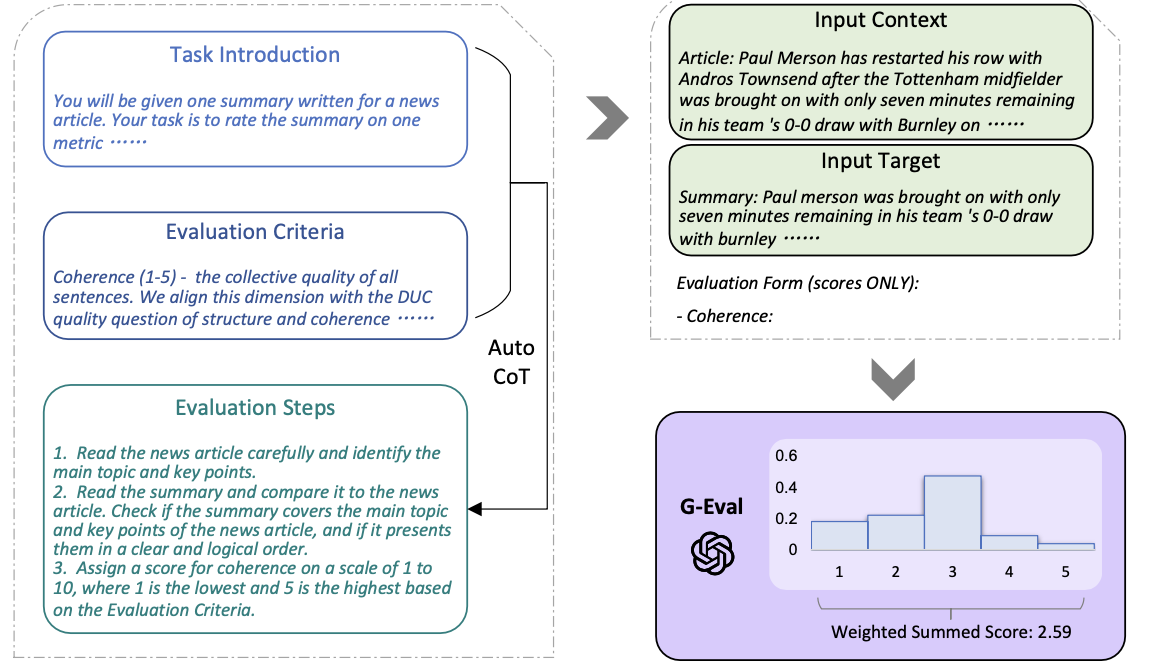 Task Introduction
You will be given one summary written for a news
article. Your task is to rate the summary on one
metric ······
Evaluation Criteria
Coherence (1-5) - the collective quality of all
sentences. We align this dimension with the DUC
quality question of structure and coherence ······
Auto
CoT
Evaluation Steps
1. Read the news article carefully and identify the
main topic and key points.
2. Read the summary and compare it to the news
article. Check if the summary covers the main topic
and key points of the news article, and if it presents
them in a clear and logical order.
3. Assign a score for coherence on a scale of 1 to
10, where 1 is the lowest and 5 is the highest based
on the Evaluation Criteria.
Input Context
Article: Paul Merson has restarted his row with
Andros Townsend after the Tottenham midfielder
was brought on with only seven minutes remaining
in his team 's 0-0 draw with Burnley on ······
Input Target
Summary: Paul merson was brought on with only
seven minutes remaining in his team 's 0-0 draw
with burnley ······
Evaluation Form (scores ONLY):
- Coherence:
G-Eval
0.6
0.4
0.2
0
1 2 3 4 5
Weighted Summed Score: 2.59